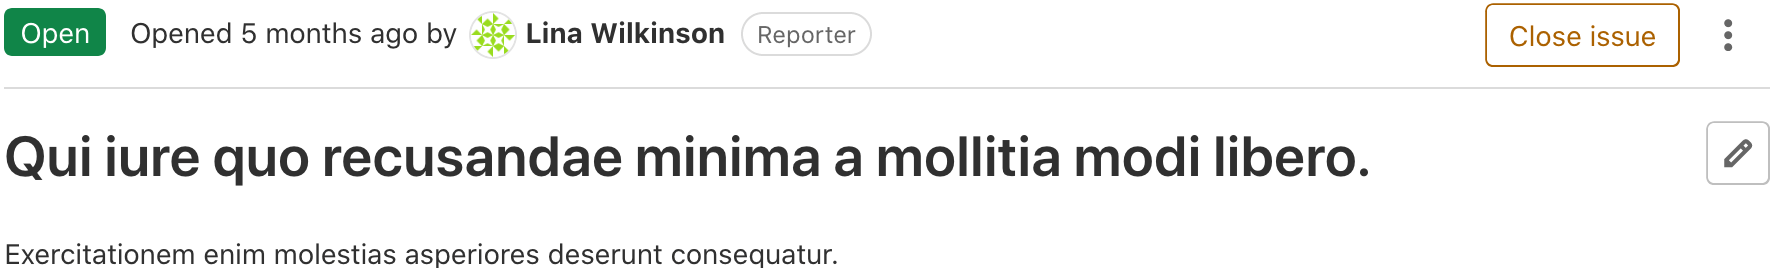 Open Opened 5 months ago by Lina Wilkinson Reporter Close issue
Qui iure quo recusandae minima a mollitia modi libero.
Exercitationem enim molestias asperiores deserunt consequatur.